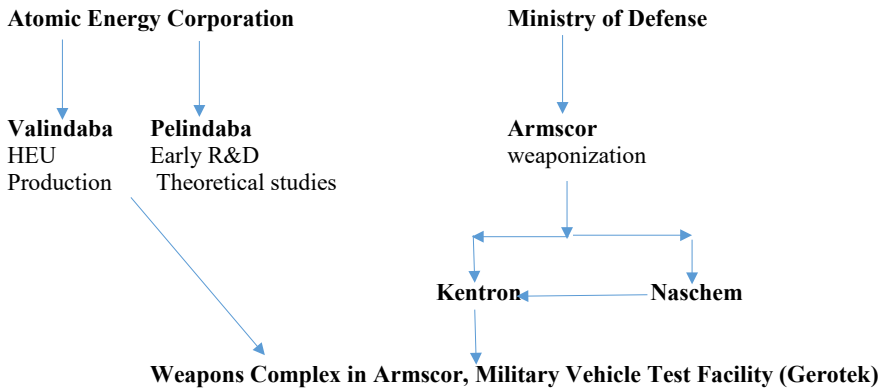 Atomic Energy Corporation
Ministry of Defense
Valindaba
Pelindaba
Armscor
HEU
Early R&D
weaponization
Production
Theoretical studies
Kentron
Naschem
Weapons Complex in Armscor, Military Vehicle Test Facility (Gerotek)